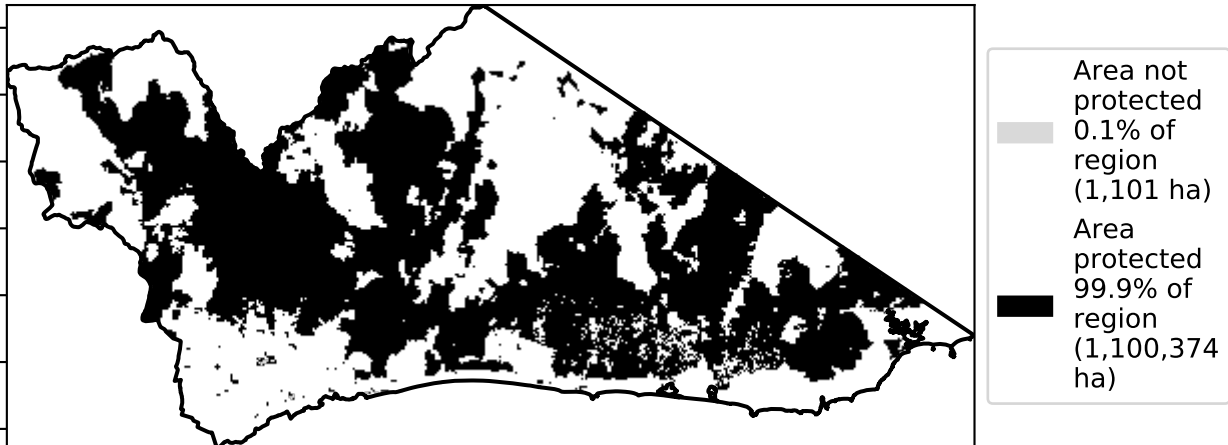 Area not
protected
0.1% of
region
(1,101 ha)
Area
protected
99.9% of
region
(1,100,374
ha)